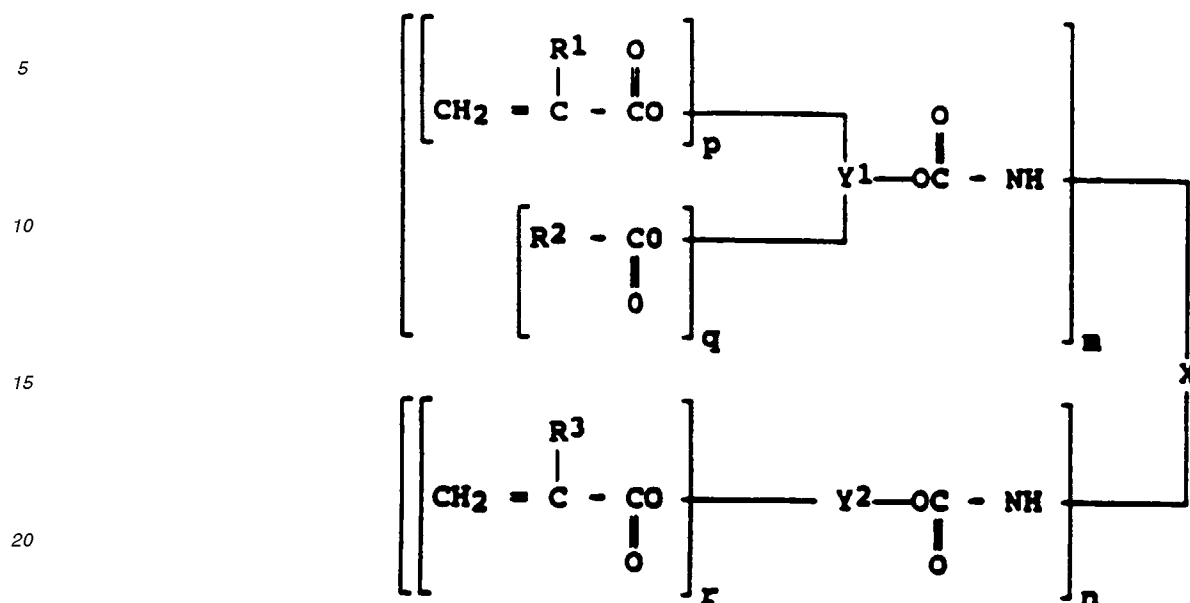 R1 O
5
CH2 = C - CO
O
p
Y1—OC - NH
10
R2 - CO
O
q
m
15
X
R3
CH2 = C - CO Y2—OC - NH
20
O O
r n